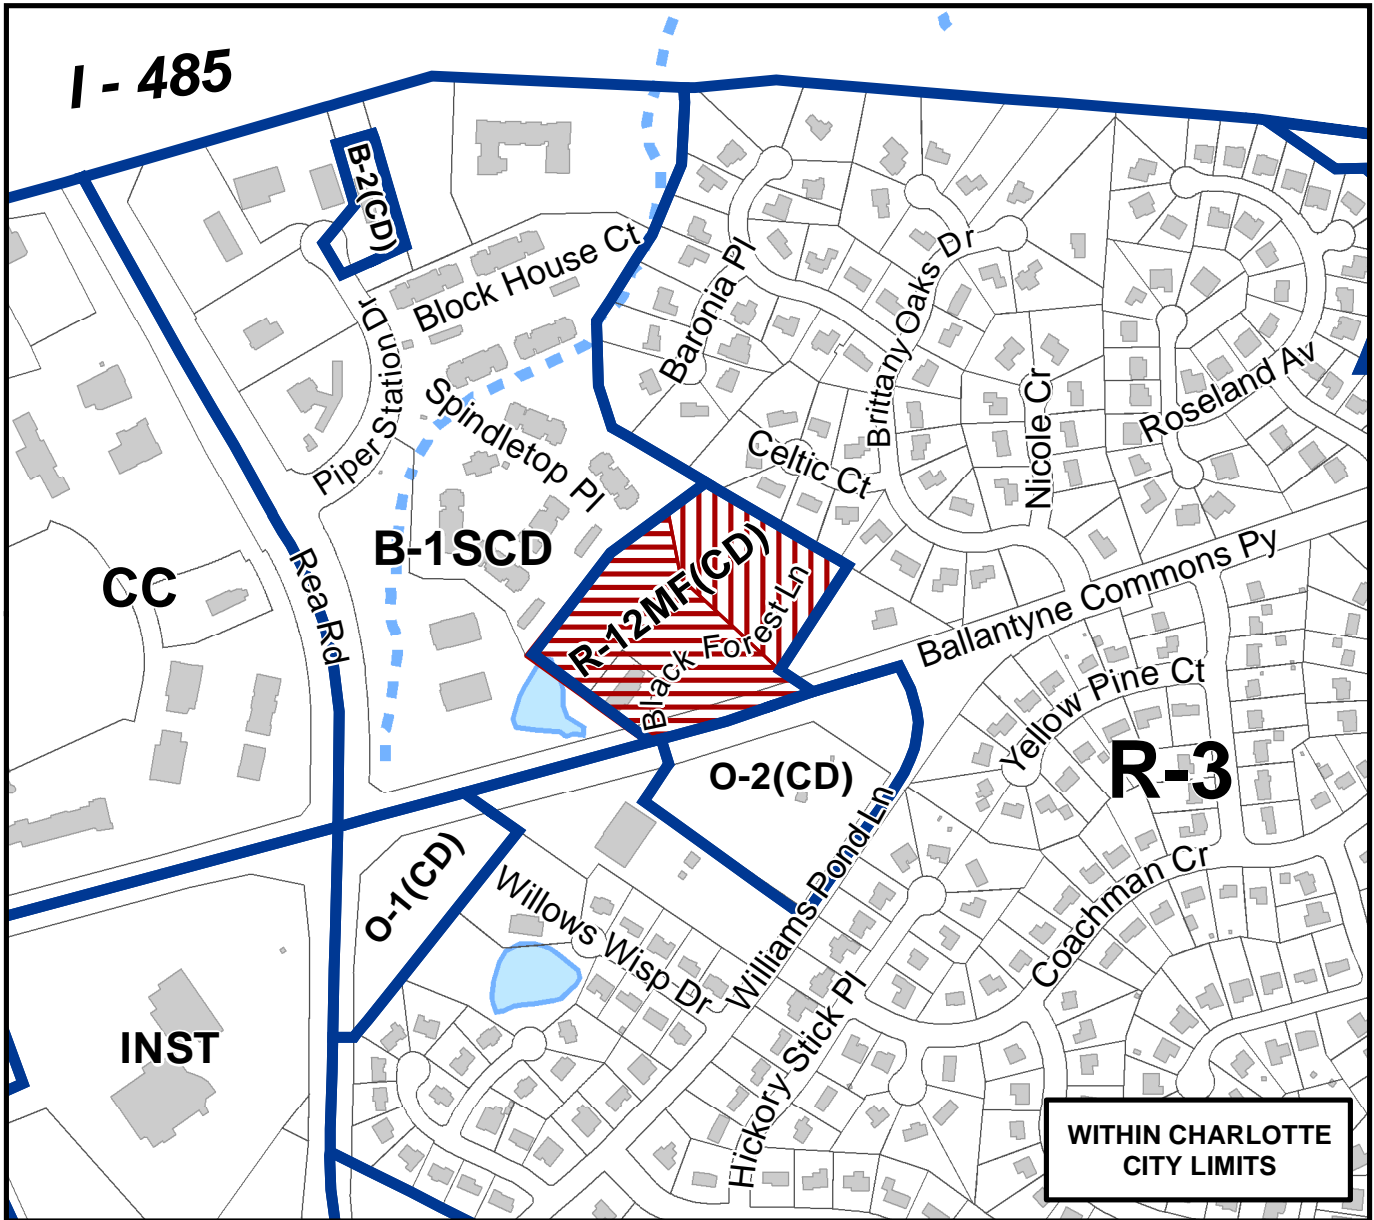 I - 485
B-2(CD)
Block House Ct
Baronia Pl
Brittany Oaks Dr
Piper Station Dr
Spindletop Pl
Celtic Ct
Nicole Cr
Roseland Av
B-1SCD
CC
Rea Rd
R-12MF(CD)
Black Forest Ln
Ballantyne Commons Py
Yellow Pine Ct
R-3
O-2(CD)
O-1(CD)
Willows Wisp Dr
Williams Pond Ln
Coachman Cr
Hickory Stick Pl
INST
WITHIN CHARLOTTE
CITY LIMITS